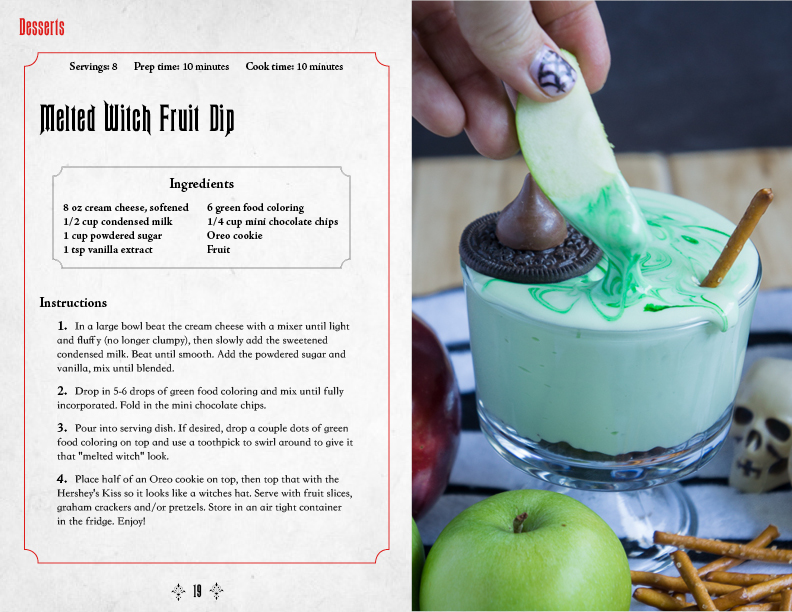 Desserts
Servings: 8 Prep time: 10 minutes Cook time: 10 minutes
Melted Witch Fruit Dip
Ingredients
8 oz cream cheese, softened
1/2 cup condensed milk
1 cup powdered sugar
1 tsp vanilla extract
6 green food coloring
1/4 cup mini chocolate chips
Oreo cookie
Fruit
Instructions
1. In a large bowl beat the cream cheese with a mixer until light
and fluffy (no longer clumpy), then slowly add the sweetened
condensed milk. Beat until smooth. Add the powdered sugar and
vanilla, mix until blended.
2. Drop in 5-6 drops of green food coloring and mix until fully
incorporated. Fold in the mini chocolate chips.
3. Pour into serving dish. If desired, drop a couple dots of green
food coloring on top and use a toothpick to swirl around to give it
that "melted witch" look.
4. Place half of an Oreo cookie on top, then top that with the
Hershey's Kiss so it looks like a witches hat. Serve with fruit slices,
graham crackers and/or pretzels. Store in an air tight container
in the fridge. Enjoy!
19